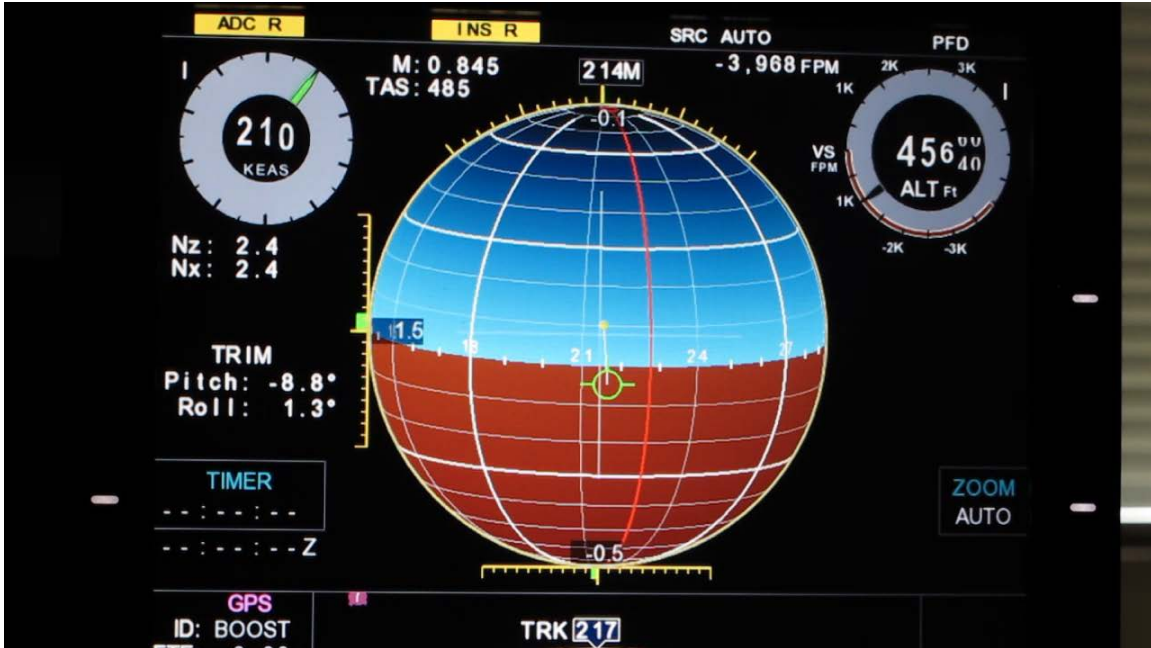 ADC R
INS R
SRC AUTO
PFD
M:0.845
TAS:485
214M
-3,968 FPM
2K
3K
1K
210
KEAS
-0.1
VS
FPM
456
40
ALT Ft
1K
-2K
-3K
Nz: 2.4
Nx: 2.4
1.5
18
21
24
27
TRIM
Pitch: -8.8°
Roll: 1.3°
TIMER
--:--:--
--:--:--Z
ZOOM
AUTO
-0.5
GPS
ID: BOOST
TRK 217